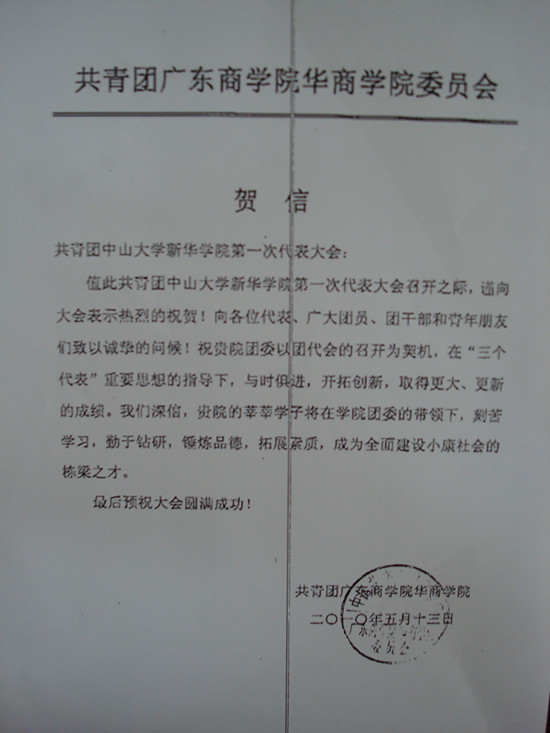 共青团广东商学院华商学院委员会
贺 信
共青团中山大学新华学院第一次代表大会：
值此共青团中山大学新华学院第一次代表大会召开之际，谨向
大会表示热烈的祝贺！向各位代表、广大团员、团干部和青年朋友
们致以诚挚的问候！祝贵院团委以团代会的召开为契机，在“三个
代表”重要思想的指导下，与时俱进，开拓创新，取得更大、更新
的成绩。我们深信，贵院的莘莘学子将在学院团委的带领下，刻苦
学习，勤于钻研，锤炼品德，拓展素质，成为全面建设小康社会的
栋梁之才。
最后预祝大会圆满成功！
共青团广东商学院华商学院
二〇一〇年五月十三日
委员会